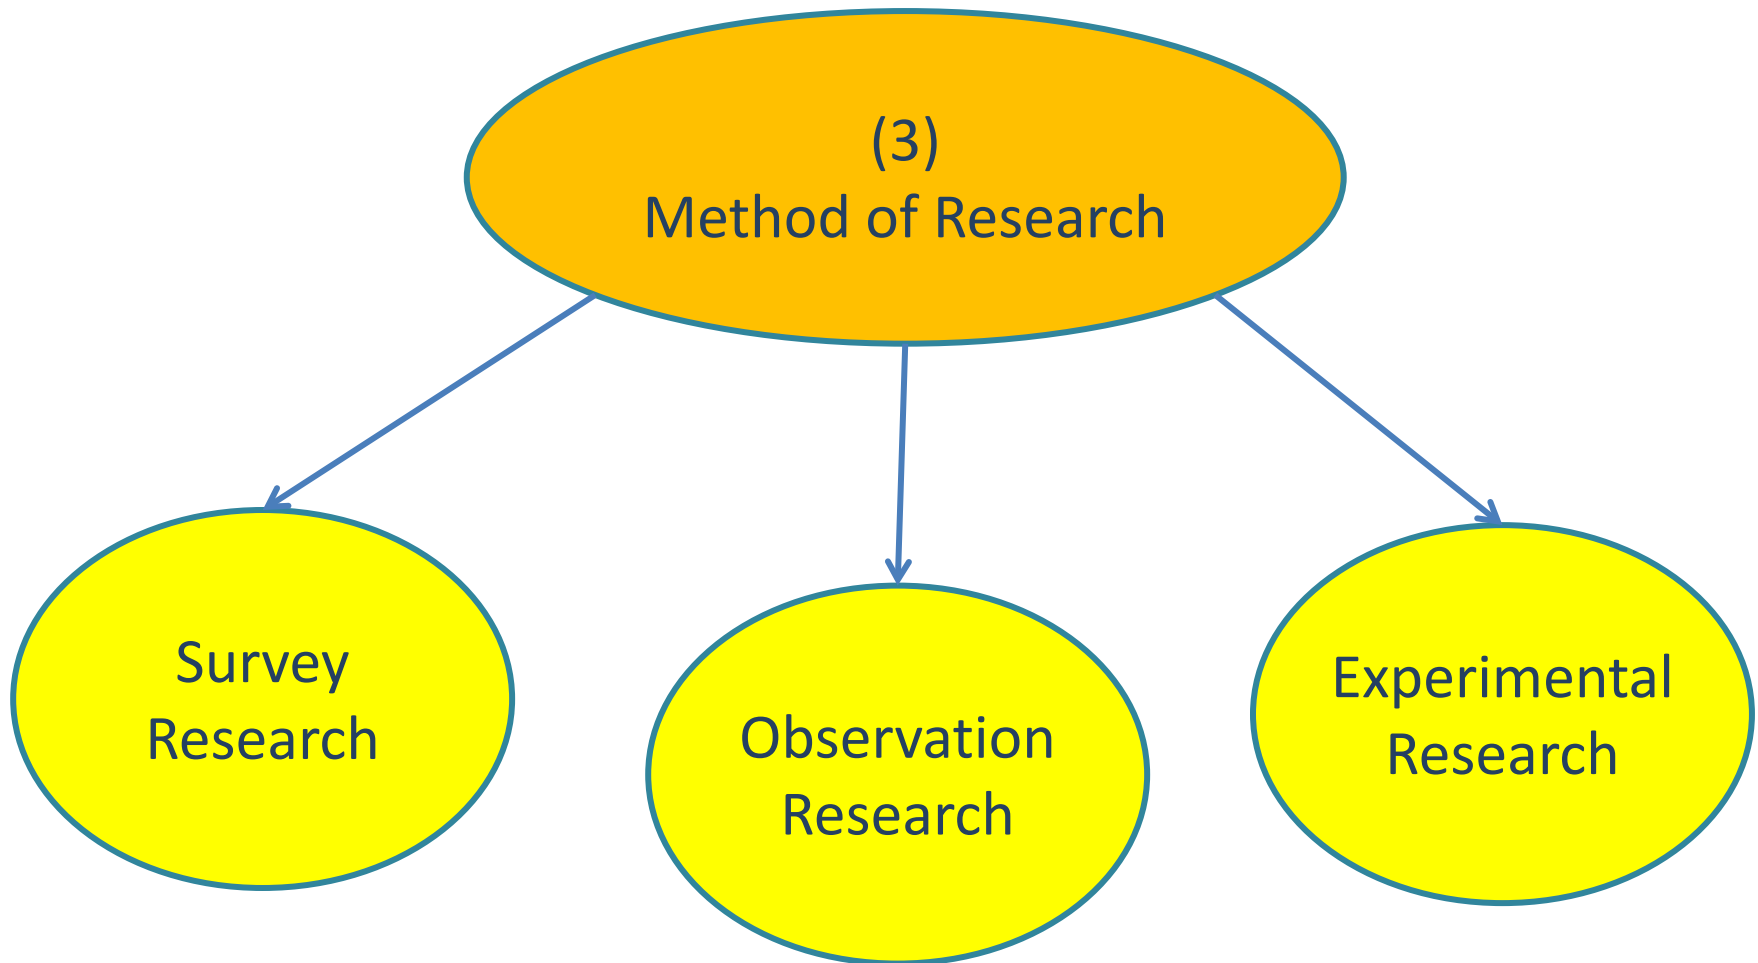 (3)
Method of Research
Survey
Research
Observation
Research
Experimental
Research